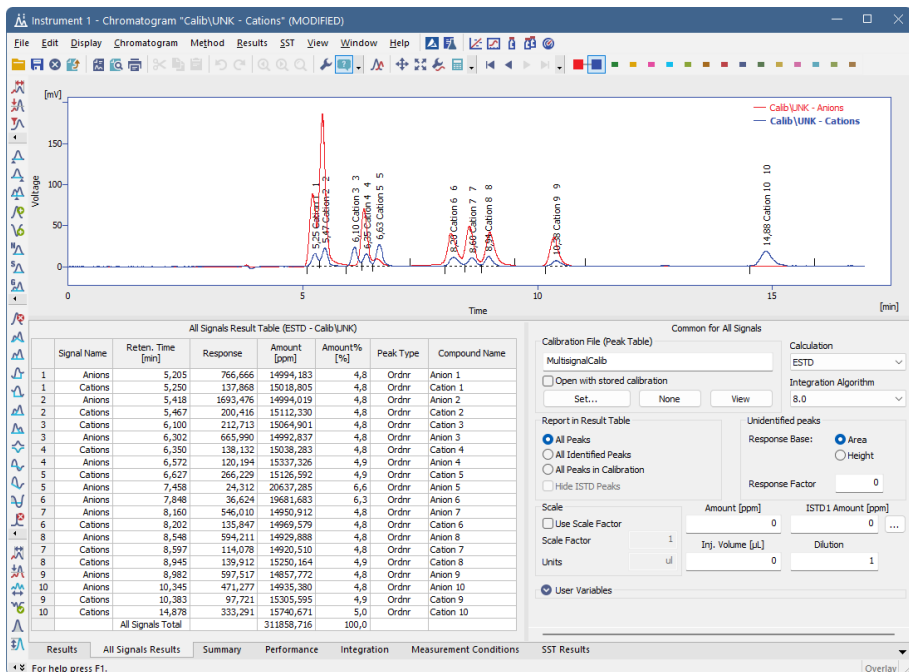 Instrument 1 - Chromatogram "Calib\UNK - Cations" (MODIFIED)
File Edit Display Chromatogram Method Results SST View Window Help
[mV]
Calib\UNK - Anions
Calib\UNK - Cations
150
100
50
0
Voltage
5,25 Cation 1 1
5,47 Cation 2 2
6,10 Cation 3 3
6,35 Cation 4 4
6,63 Cation 5 5
8,20 Cation 6 6
8,60 Cation 7 7
8,94 Cation 8 8
10,38 Cation 9 9
14,88 Cation 10 10
0 5 10 15 [min]
Time
All Signals Result Table (ESTD - Calib\UNK)
Signal Name Reten. Time [min] Response Amount [ppm] Amount% [%] Peak Type Compound Name
1 Anions 5,205 766,666 14994,183 4,8 Ordnr Anion 1
1 Cations 5,250 137,868 15018,805 4,8 Ordnr Cation 1
2 Anions 5,418 1693,476 14994,019 4,8 Ordnr Anion 2
2 Cations 5,467 200,416 15112,330 4,8 Ordnr Cation 2
3 Cations 6,100 212,713 15064,901 4,8 Ordnr Cation 3
3 Anions 6,302 665,990 14992,837 4,8 Ordnr Anion 3
4 Cations 6,350 138,132 15038,283 4,8 Ordnr Cation 4
4 Anions 6,572 120,194 15337,326 4,9 Ordnr Anion 4
5 Cations 6,627 266,229 15126,592 4,9 Ordnr Cation 5
5 Anions 7,458 24,312 20637,285 6,6 Ordnr Anion 5
6 Anions 7,848 36,624 19681,683 6,3 Ordnr Anion 6
7 Anions 8,160 546,010 14950,912 4,8 Ordnr Anion 7
6 Cations 8,202 135,847 14969,579 4,8 Ordnr Cation 6
8 Anions 8,548 594,211 14929,888 4,8 Ordnr Anion 8
7 Cations 8,597 114,078 14920,510 4,8 Ordnr Cation 7
8 Cations 8,945 139,912 15250,164 4,9 Ordnr Cation 8
9 Anions 8,982 597,517 14857,772 4,8 Ordnr Anion 9
10 Anions 10,345 471,277 14935,380 4,8 Ordnr Anion 10
9 Cations 10,383 97,721 15305,595 4,9 Ordnr Cation 9
10 Cations 14,878 333,291 15740,671 5,0 Ordnr Cation 10
All Signals Total 311858,716 100,0
Common for All Signals
Calibration File (Peak Table)
MultisignalCalib
Open with stored calibration
Set... None View
Calculation
ESTD
Integration Algorithm
8.0
Report in Result Table
All Peaks
All Identified Peaks
All Peaks in Calibration
Hide ISTD Peaks
Unidentified peaks
Response Base: Area
Height
Response Factor 0
Scale
Use Scale Factor
Scale Factor 1
Units ul
Amount [ppm]
0
ISTD1 Amount [ppm]
0 ...
Inj. Volume [µL]
0
Dilution
1
User Variables
Results All Signals Results Summary Performance Integration Measurement Conditions SST Results
For help press F1. Overlay